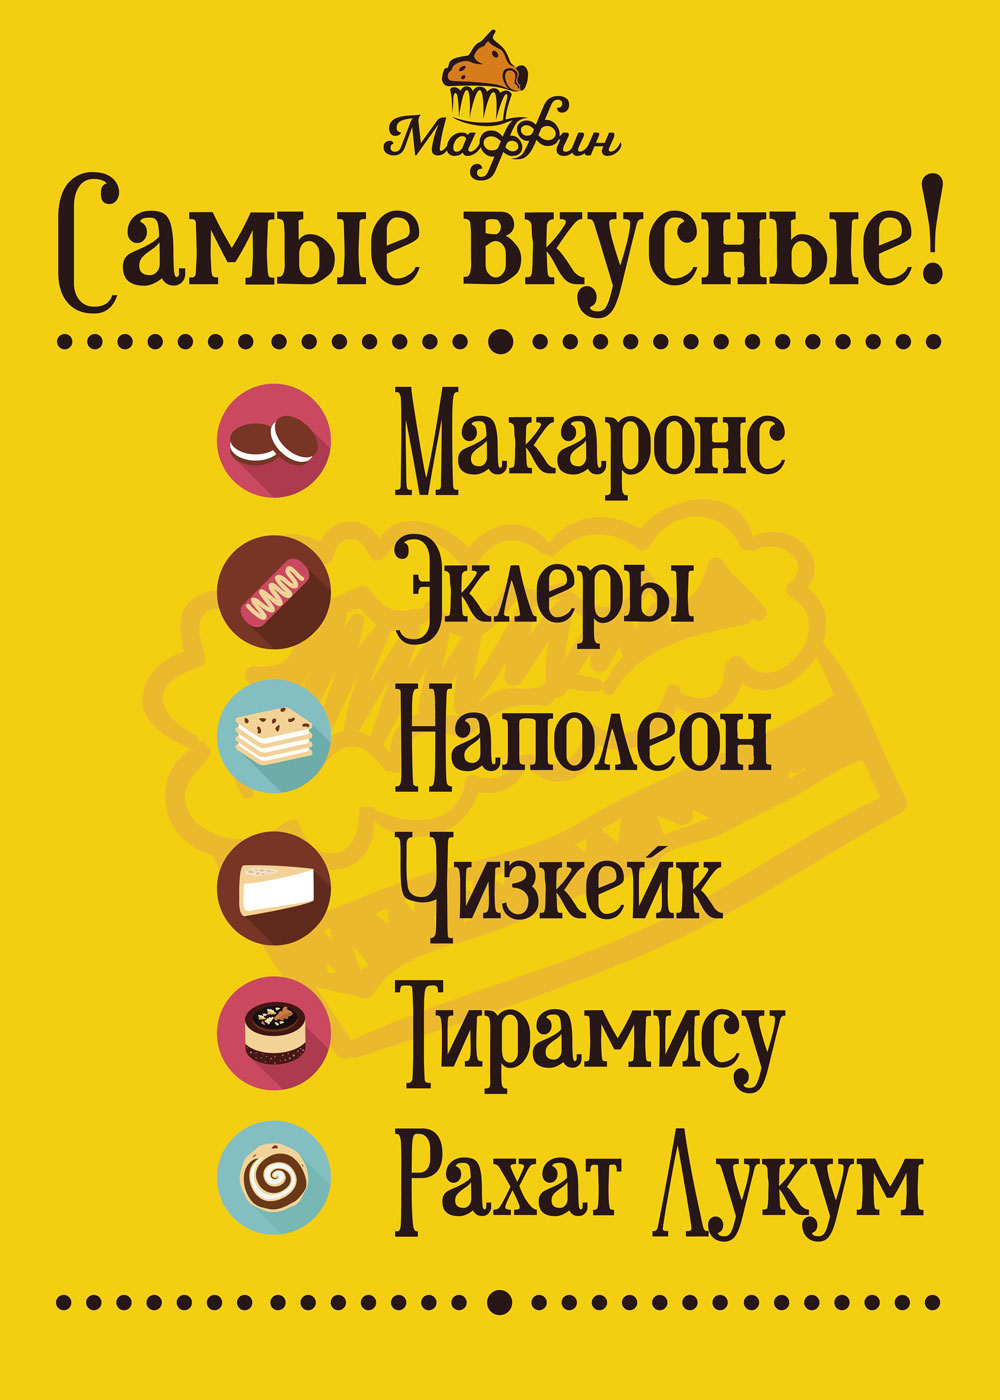 Маффин
Самые вкусные!
Макаронс
Эклеры
Наполеон
Чизкейк
Тирамису
Рахат Лукум